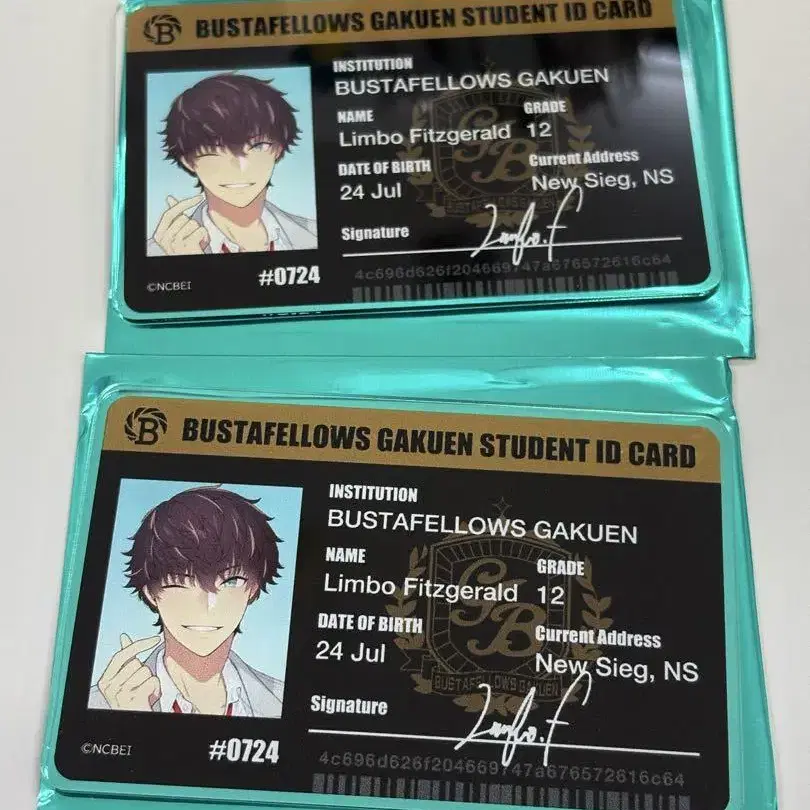 BUSTAFELLOWS GAKUEN STUDENT ID CARD
INSTITUTION
BUSTAFELLOWS GAKUEN
NAME GRADE
Limbo Fitzgerald 12
DATE OF BIRTH Current Address
24 Jul New Sieg, NS
Signature Limbo.F
©NCBEI #0724 4c696d626f204669747a676572616c64
BUSTAFELLOWS GAKUEN STUDENT ID CARD
INSTITUTION
BUSTAFELLOWS GAKUEN
NAME GRADE
Limbo Fitzgerald 12
DATE OF BIRTH Current Address
24 Jul New Sieg, NS
BUSTAFELLOWS GAKUEN
Signature Limbo.F
©NCBEI #0724 4c696d626f204669747a676572616c64